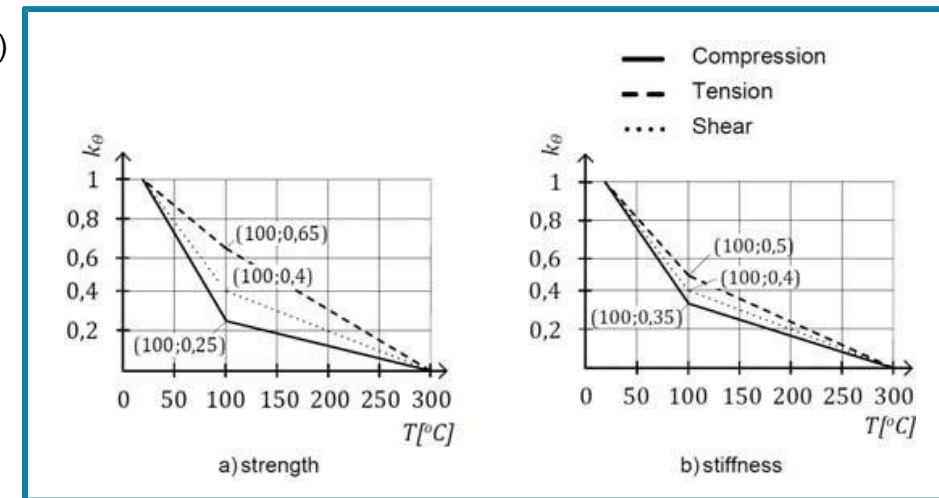 )
Compression
Tension
Shear
kθ
1
0,8
0,6
0,4
0,2
(100;0,65)
(100;0,4)
(100;0,25)
0 50 100 150 200 250 300
T[°C]
a) strength
kθ
1
0,8
0,6
0,4
0,2
(100;0,5)
(100;0,4)
(100;0,35)
0 50 100 150 200 250 300
T[°C]
b) stiffness